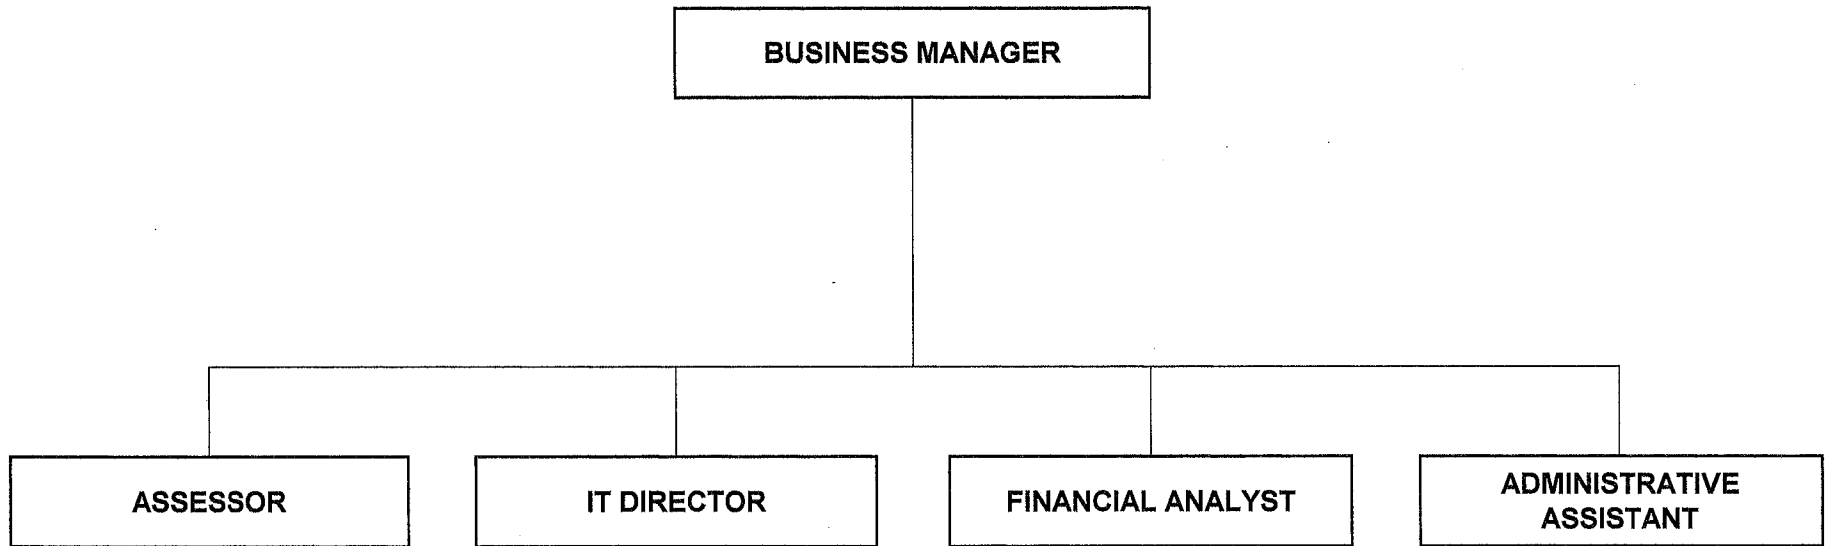 BUSINESS MANAGER
ASSESSOR
IT DIRECTOR
FINANCIAL ANALYST
ADMINISTRATIVE
ASSISTANT